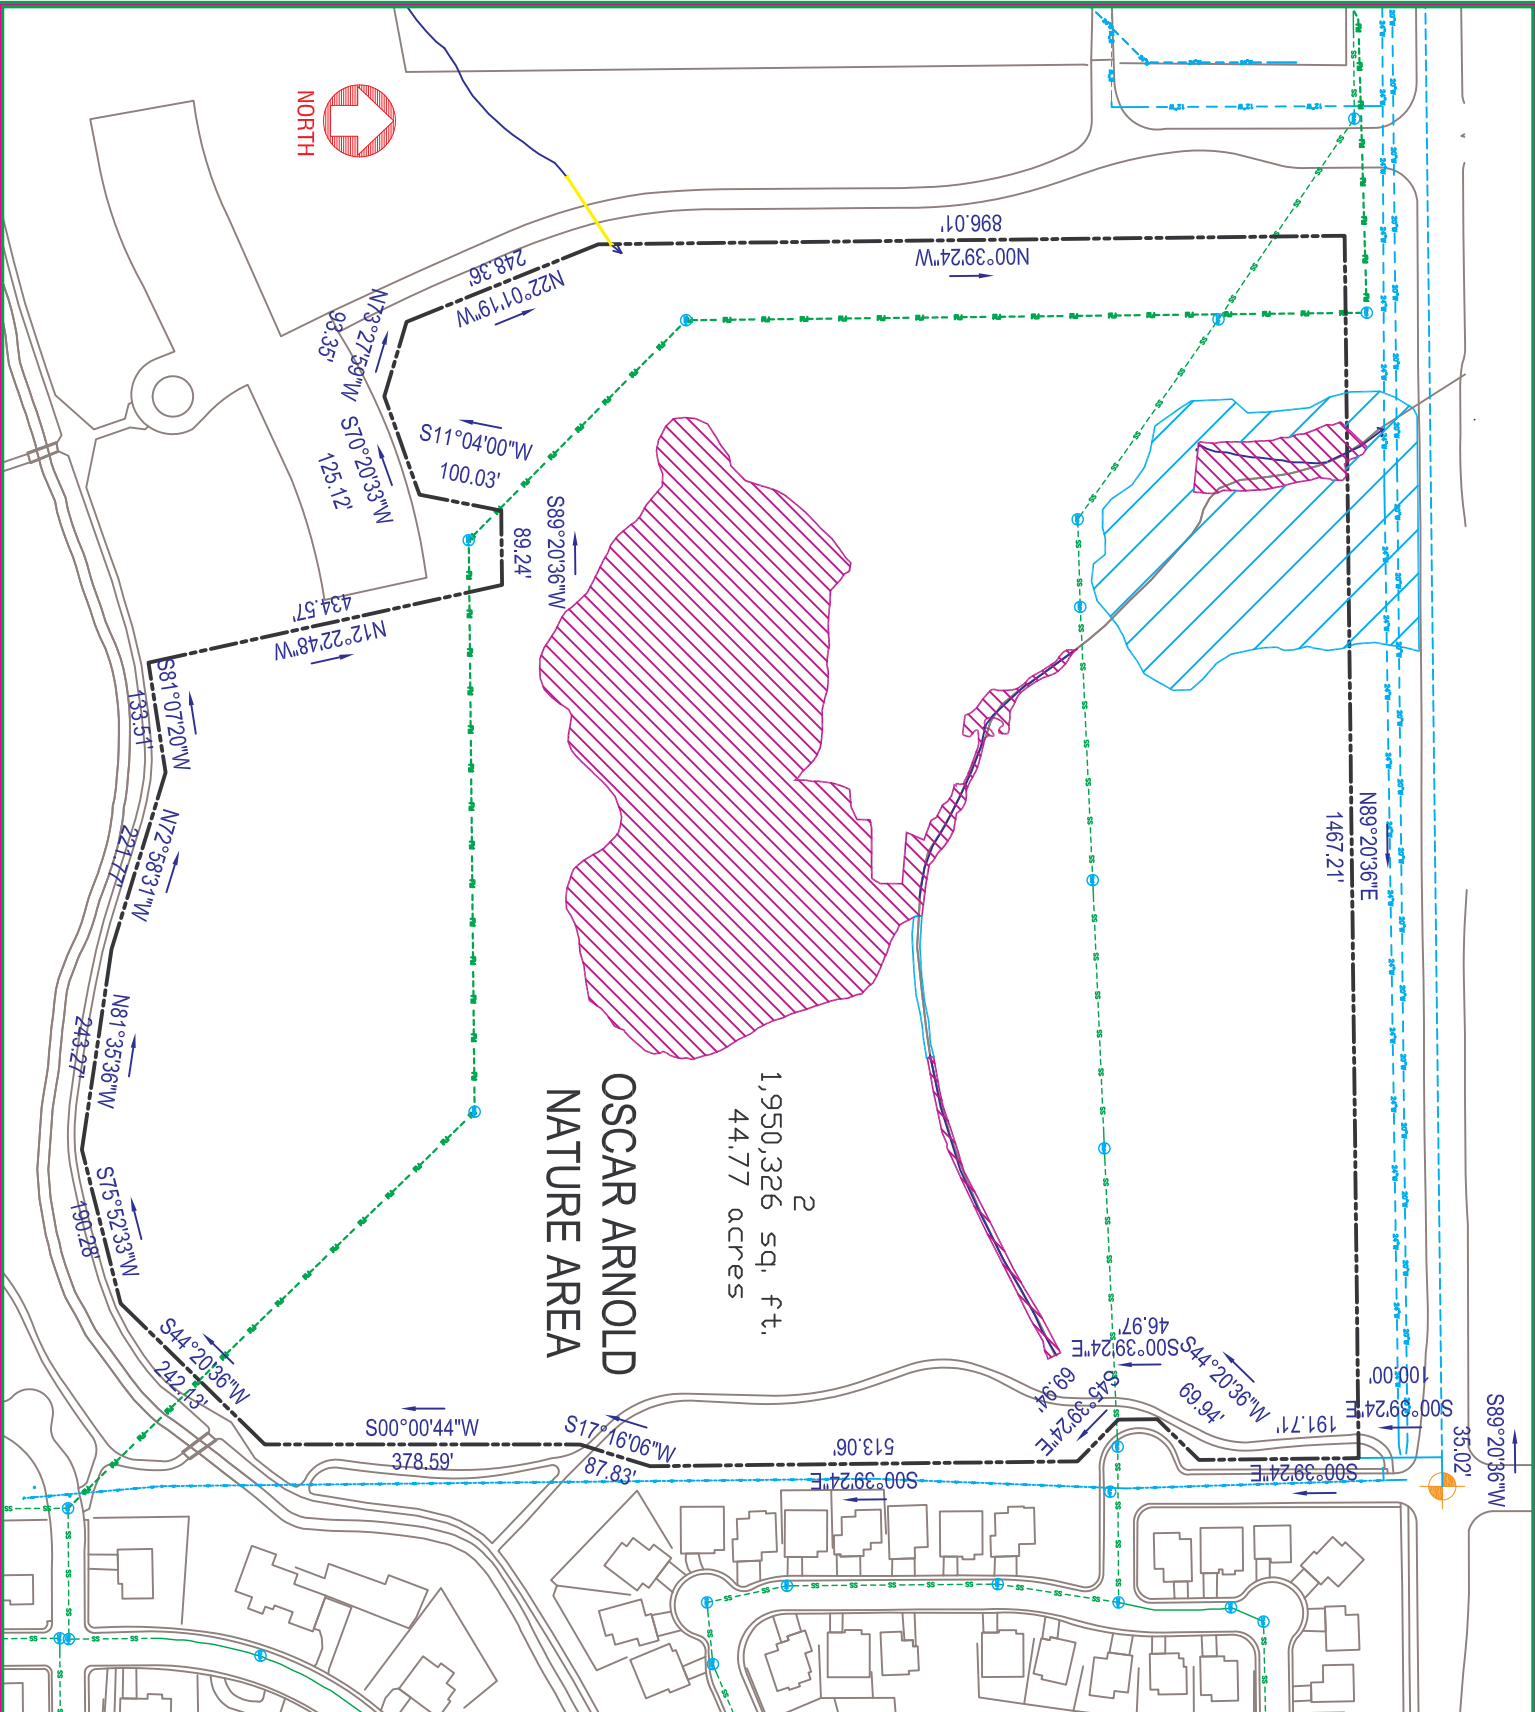 NORTH
896.01'
N00°39'24"W
248.36'
N22°01'19"W
N73°27'59"W
93.35'
S70°20'33"W
125.12'
S11°04'00"W
100.03'
S89°20'36"W
89.24'
434.57'
N12°22'48"W
S81°07'20"W
133.51'
N72°58'31"W
221.77'
N81°35'36"W
243.27'
S75°52'33"W
190.28'
S44°20'36"W
242.13'
S00°00'44"W
378.59'
S17°16'06"W
87.83'
513.06'
S00°39'24"E
S45°39'24"E
69.94'
46.97'
S00°39'24"E
S44°20'36"W
69.94'
191.71'
S00°39'24"E
100.00'
S00°39'24"E
S89°20'36"W
35.02'
N89°20'36"E
1467.21'
2
1,950,326 sq. ft.
44.77 acres
OSCAR ARNOLD
NATURE AREA